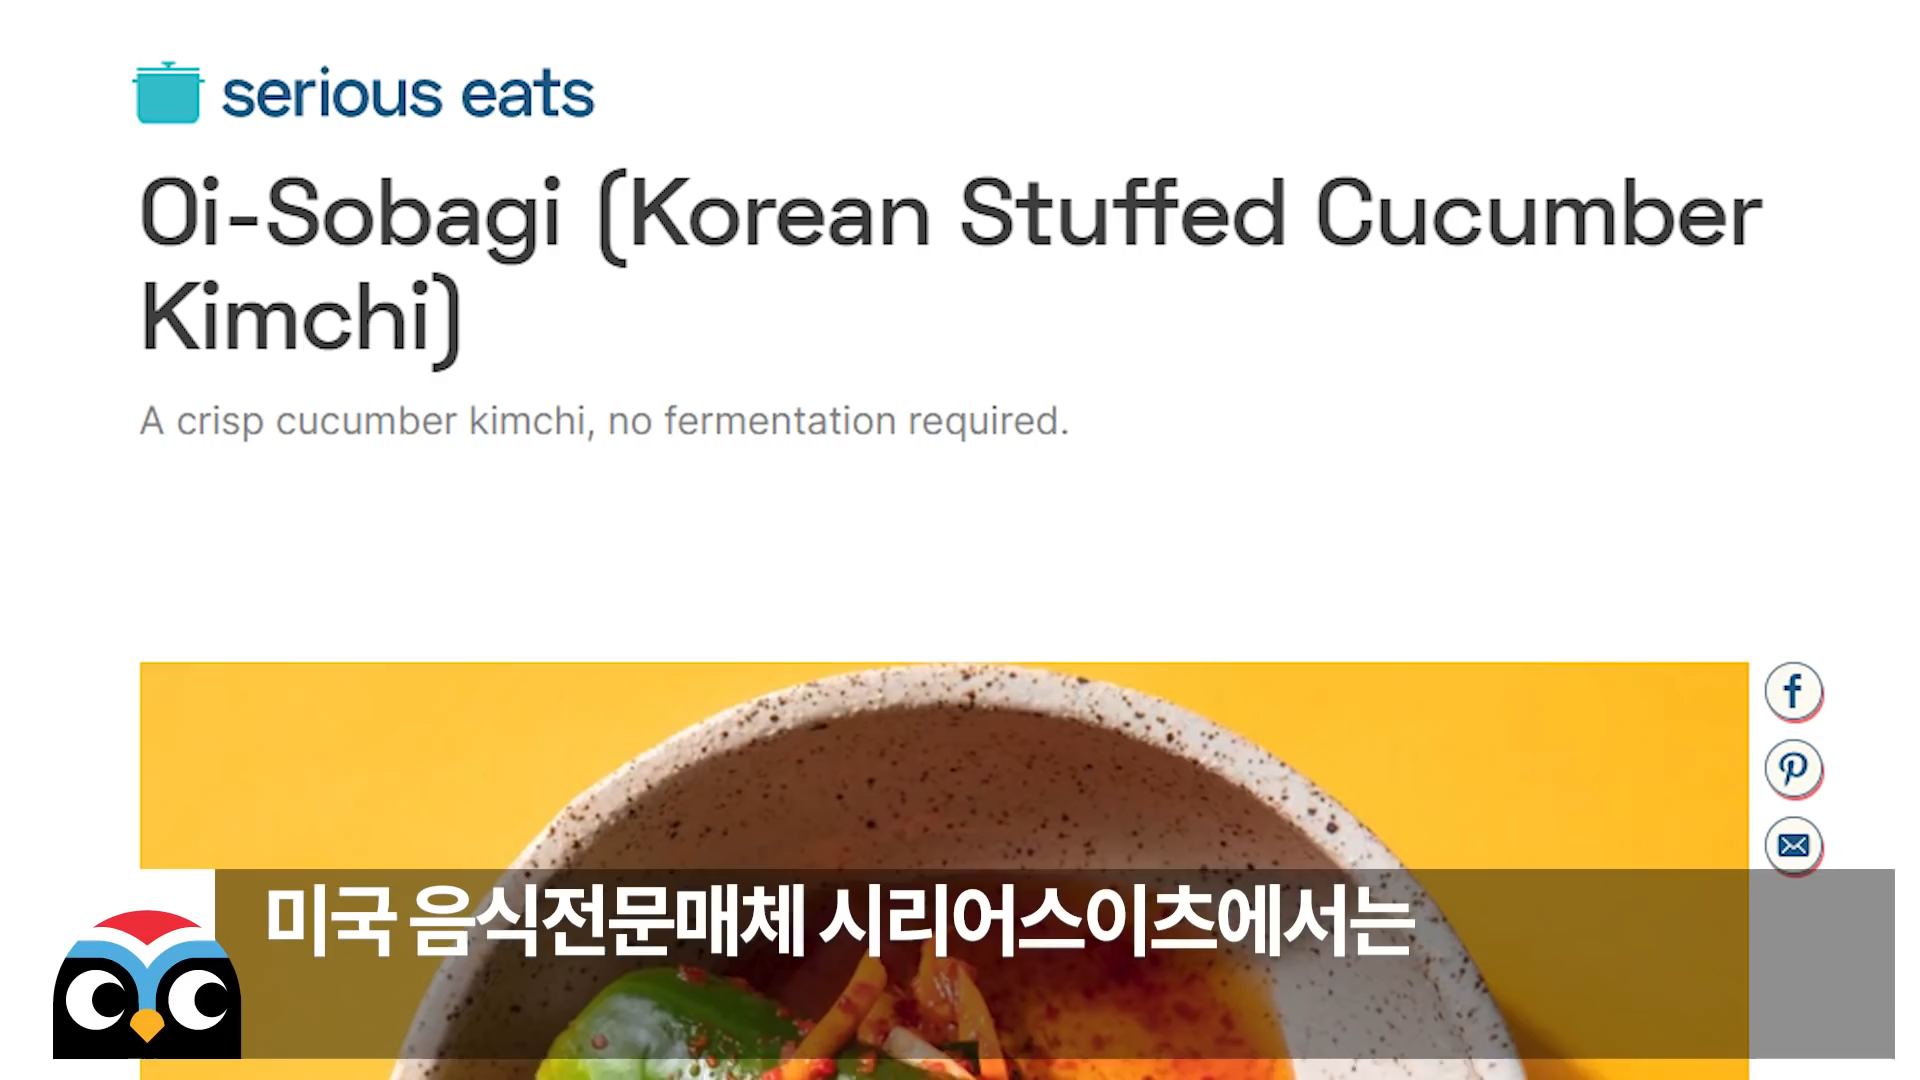 serious eats
Oi-Sobagi (Korean Stuffed Cucumber
Kimchi)
A crisp cucumber kimchi, no fermentation required.
미국 음식전문매체 시리어스이츠에서는